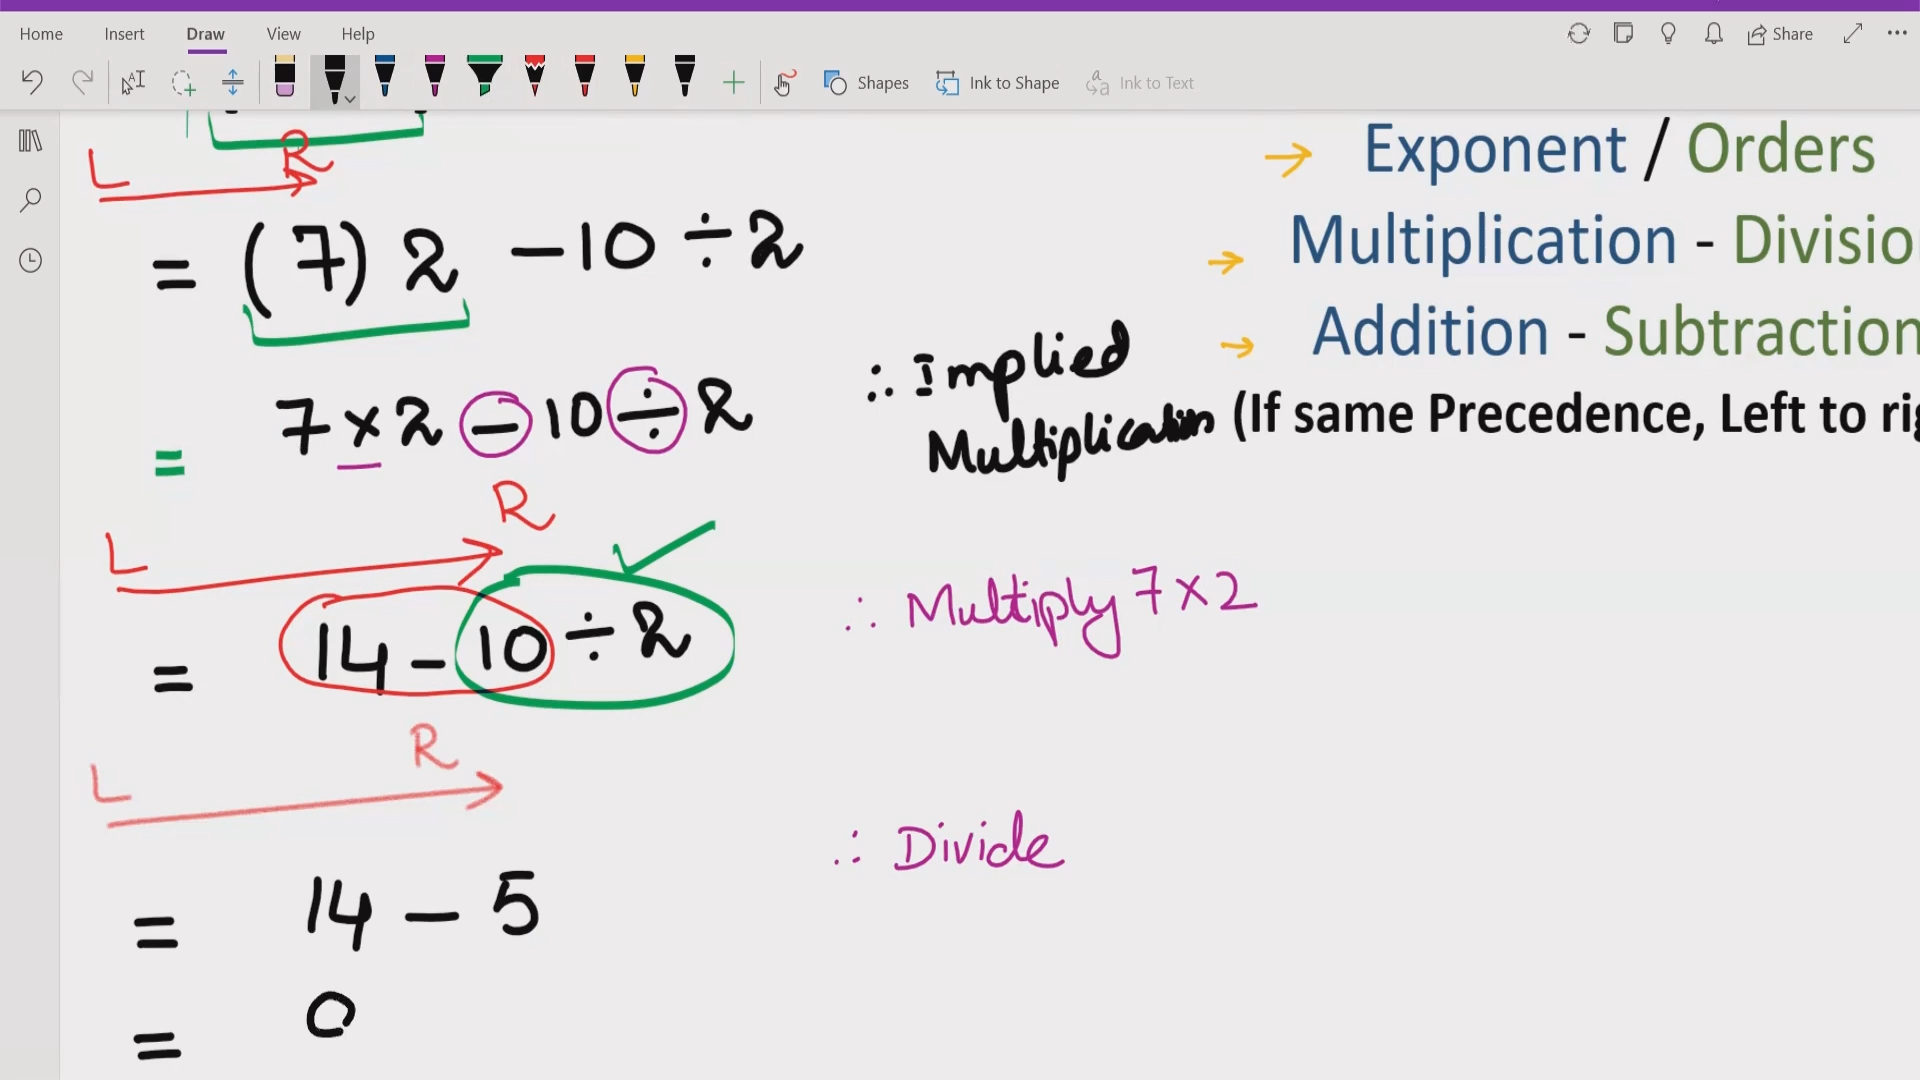 Home Insert Draw View Help
Share
Shapes Ink to Shape Ink to Text
L R
= (7) 2 - 10 ÷ 2
Exponent / Orders
Multiplication - Divisio
Addition - Subtraction
(If same Precedence, Left to rig
= 7 × 2 - 10 ÷ 2
∴ Implied
Multiplication
L R
= 14 - 10 ÷ 2
∴ Multiply 7 × 2
L R
∴ Divide
= 14 - 5
= 0